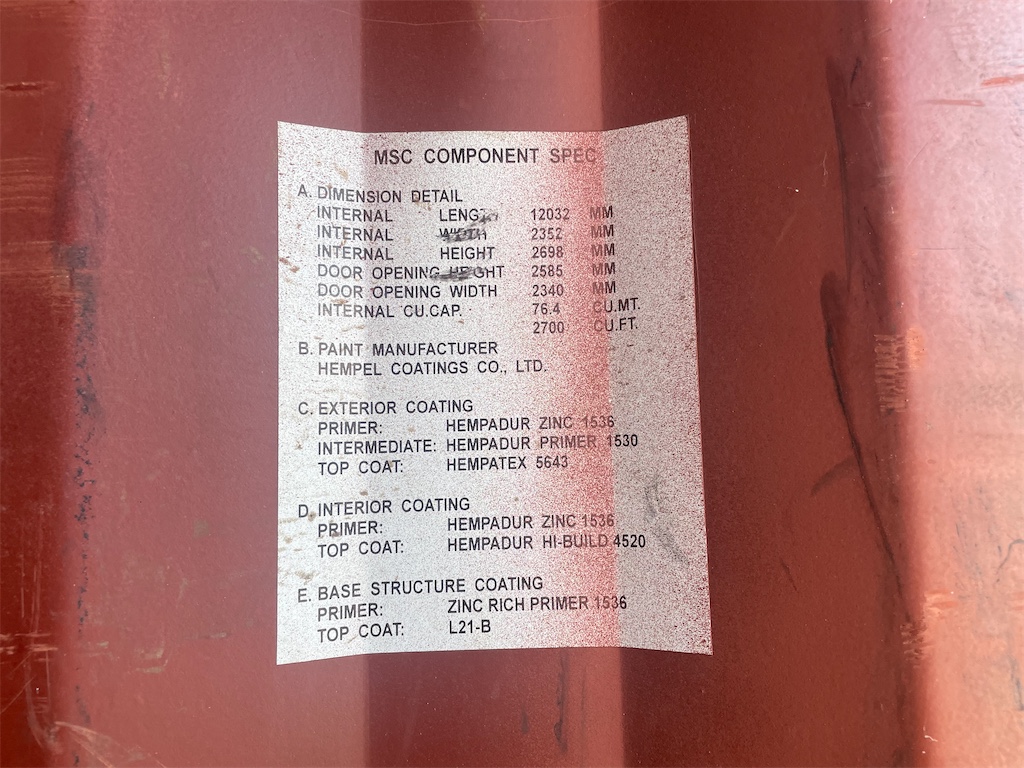 MSC COMPONENT SPEC
A. DIMENSION DETAIL
INTERNAL LENGTH 12032 MM
INTERNAL WIDTH 2352 MM
INTERNAL HEIGHT 2698 MM
DOOR OPENING HEIGHT 2585 MM
DOOR OPENING WIDTH 2340 MM
INTERNAL CU.CAP. 76.4 CU.MT.
2700 CU.FT.
B. PAINT MANUFACTURER
HEMPEL COATINGS CO., LTD.
C. EXTERIOR COATING
PRIMER: HEMPADUR ZINC 1536
INTERMEDIATE: HEMPADUR PRIMER 1530
TOP COAT: HEMPATEX 5643
D. INTERIOR COATING
PRIMER: HEMPADUR ZINC 1536
TOP COAT: HEMPADUR HI-BUILD 4520
E. BASE STRUCTURE COATING
PRIMER: ZINC RICH PRIMER 1536
TOP COAT: L21-B